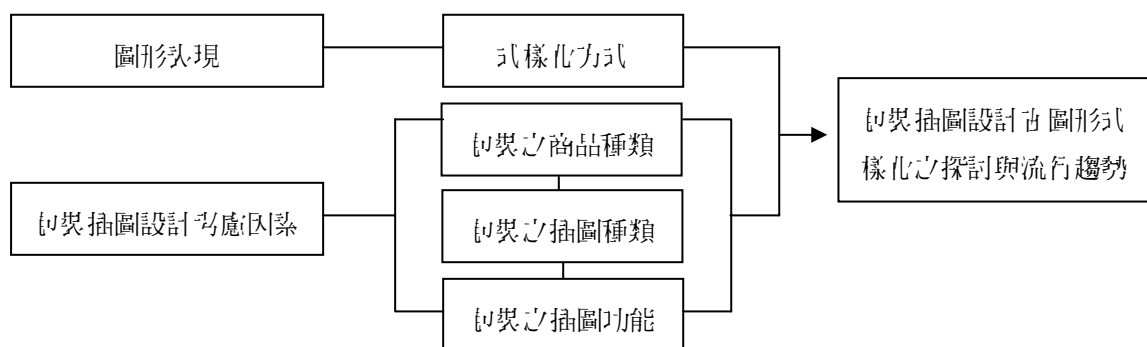 圖形表現
式樣化方式
包裝之商品種類
包裝插圖設計考慮因素
包裝之插圖種類
包裝之插圖功能
包裝插圖設計市圖形式
樣化之探討與流行趨勢